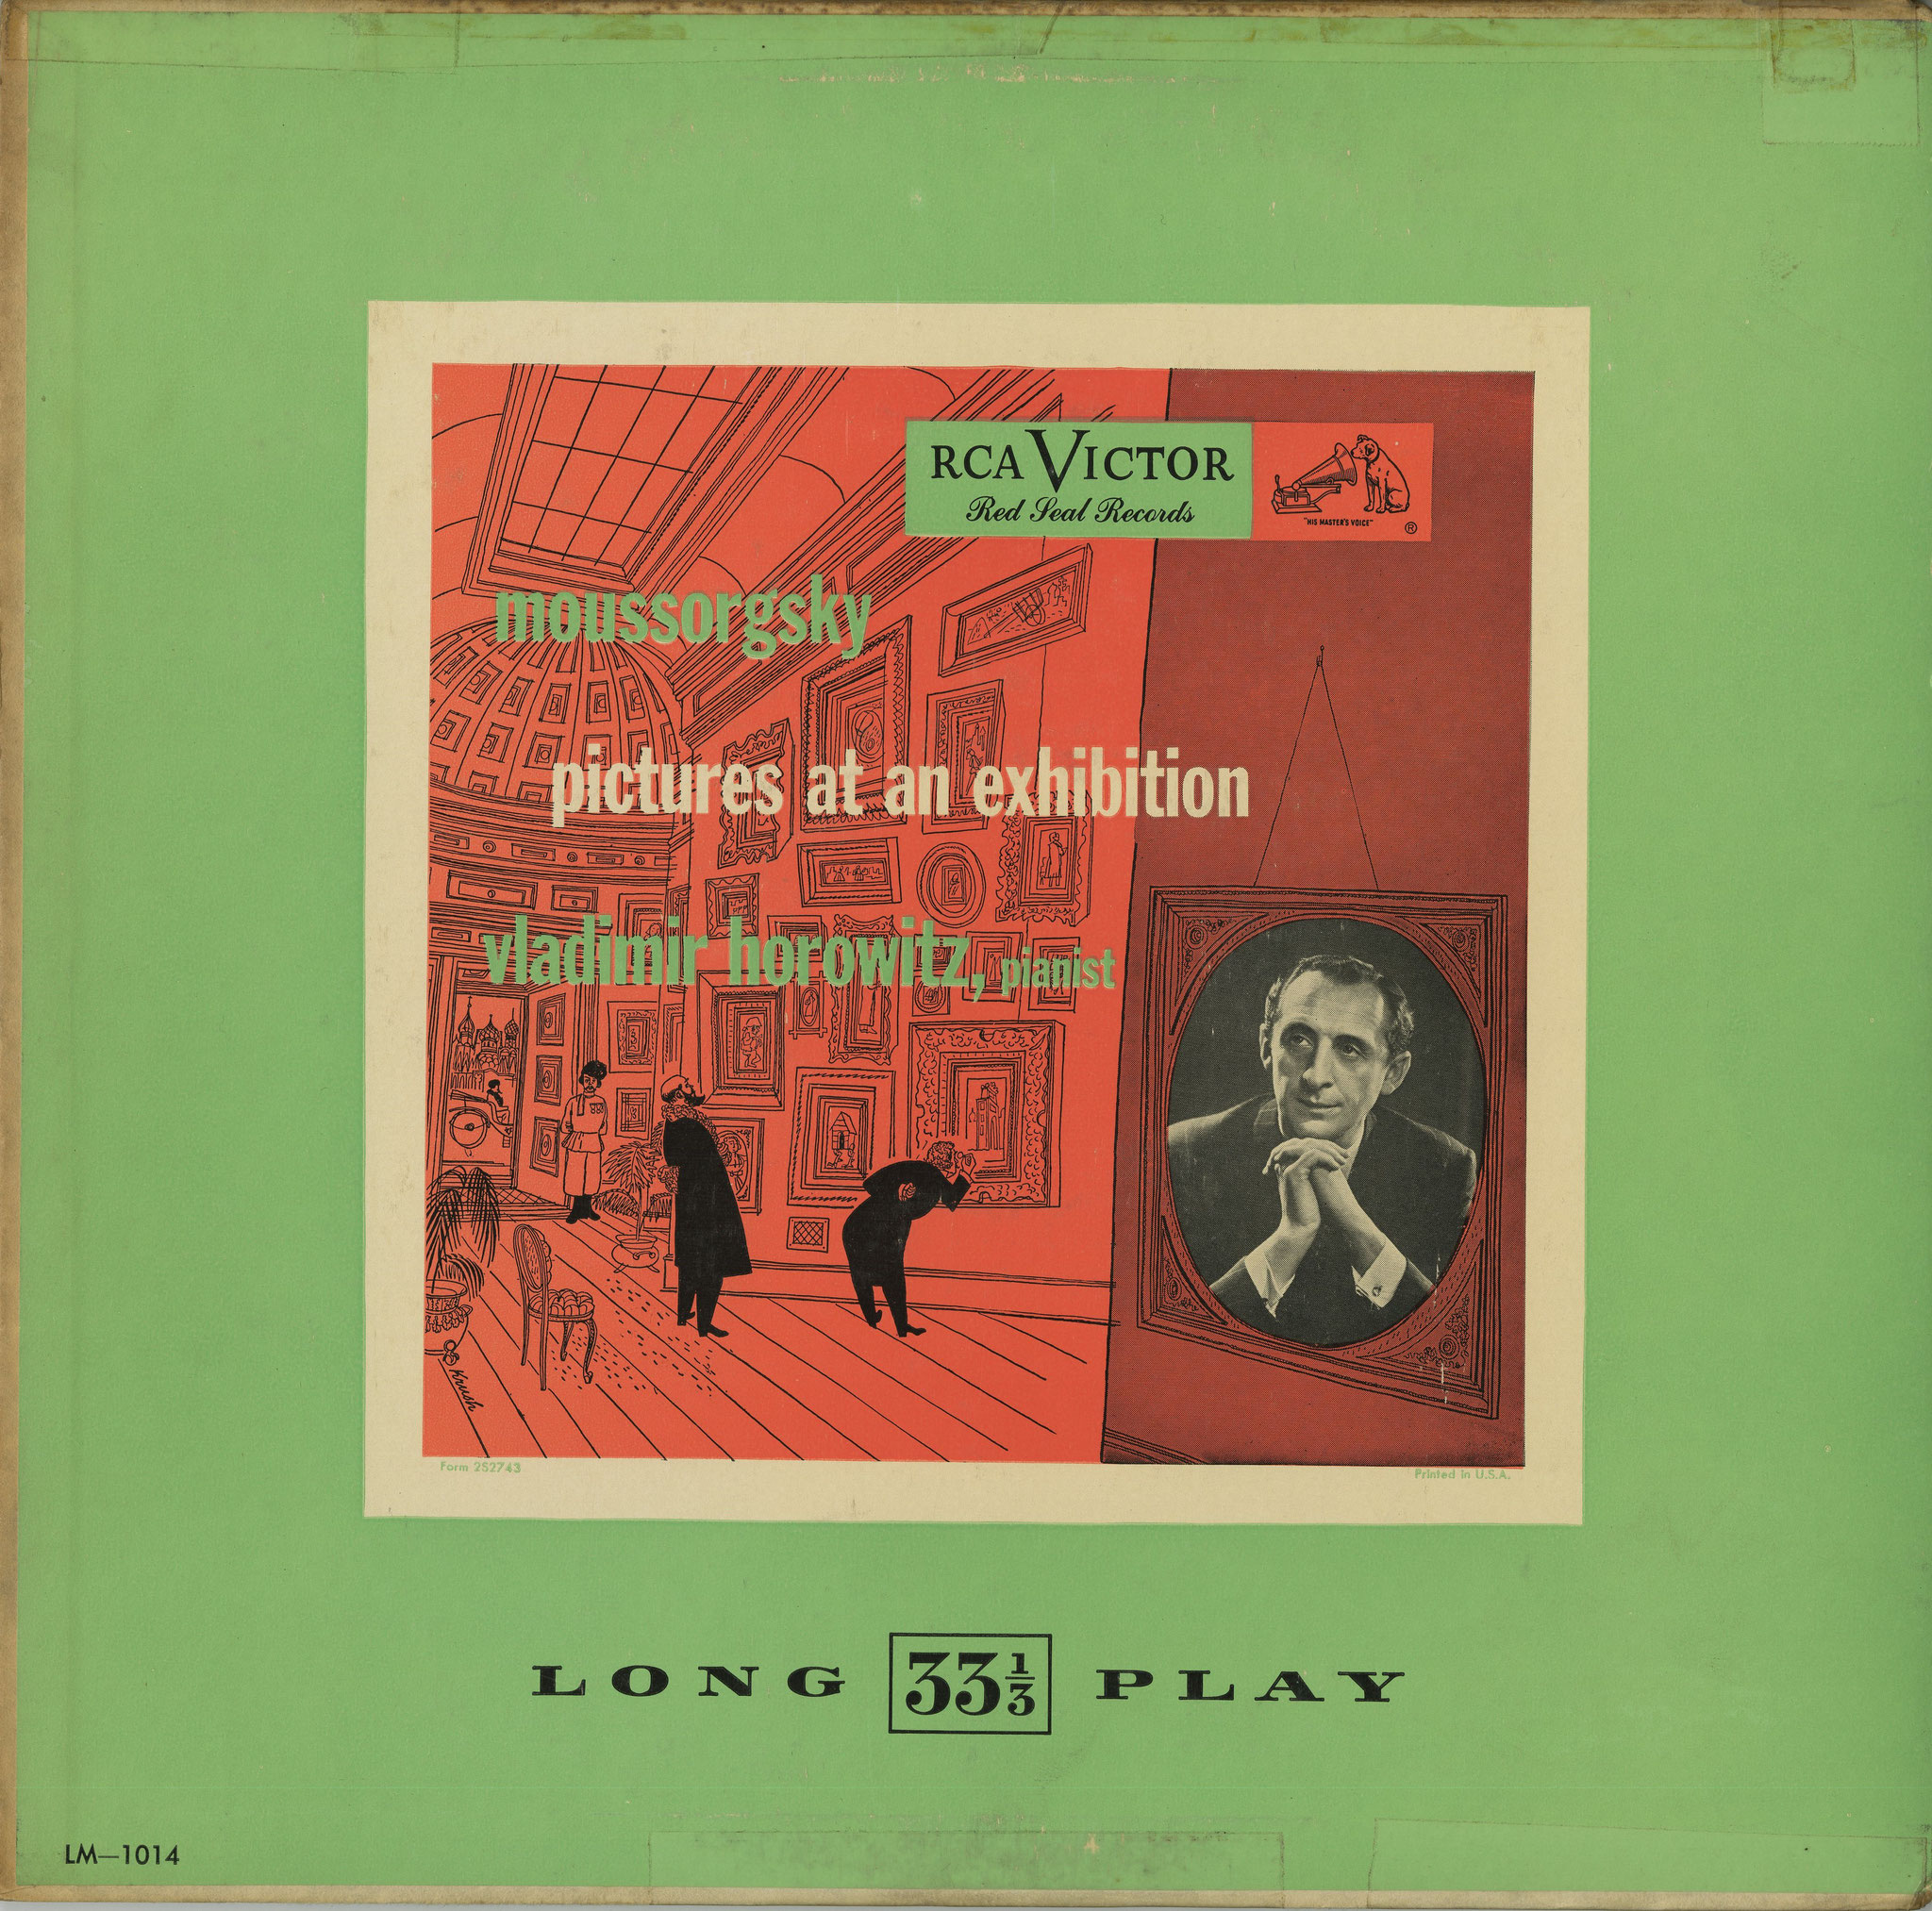 RCA VICTOR
Red Seal Records
"HIS MASTER'S VOICE"
®
moussorgsky
pictures at an exhibition
vladimir horowitz, pianist
Krush
Form 2S2743
Printed in U.S.A.
LONG 33⅓ PLAY
LM—1014